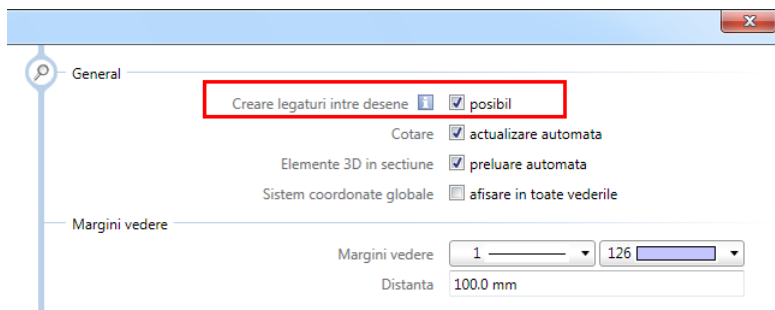 General
Creare legaturi intre desene posibil
Cotare actualizare automata
Elemente 3D in sectiune preluare automata
Sistem coordonate globale afisare in toate vederile
Margini vedere
Margini vedere 1 126
Distanta 100.0 mm